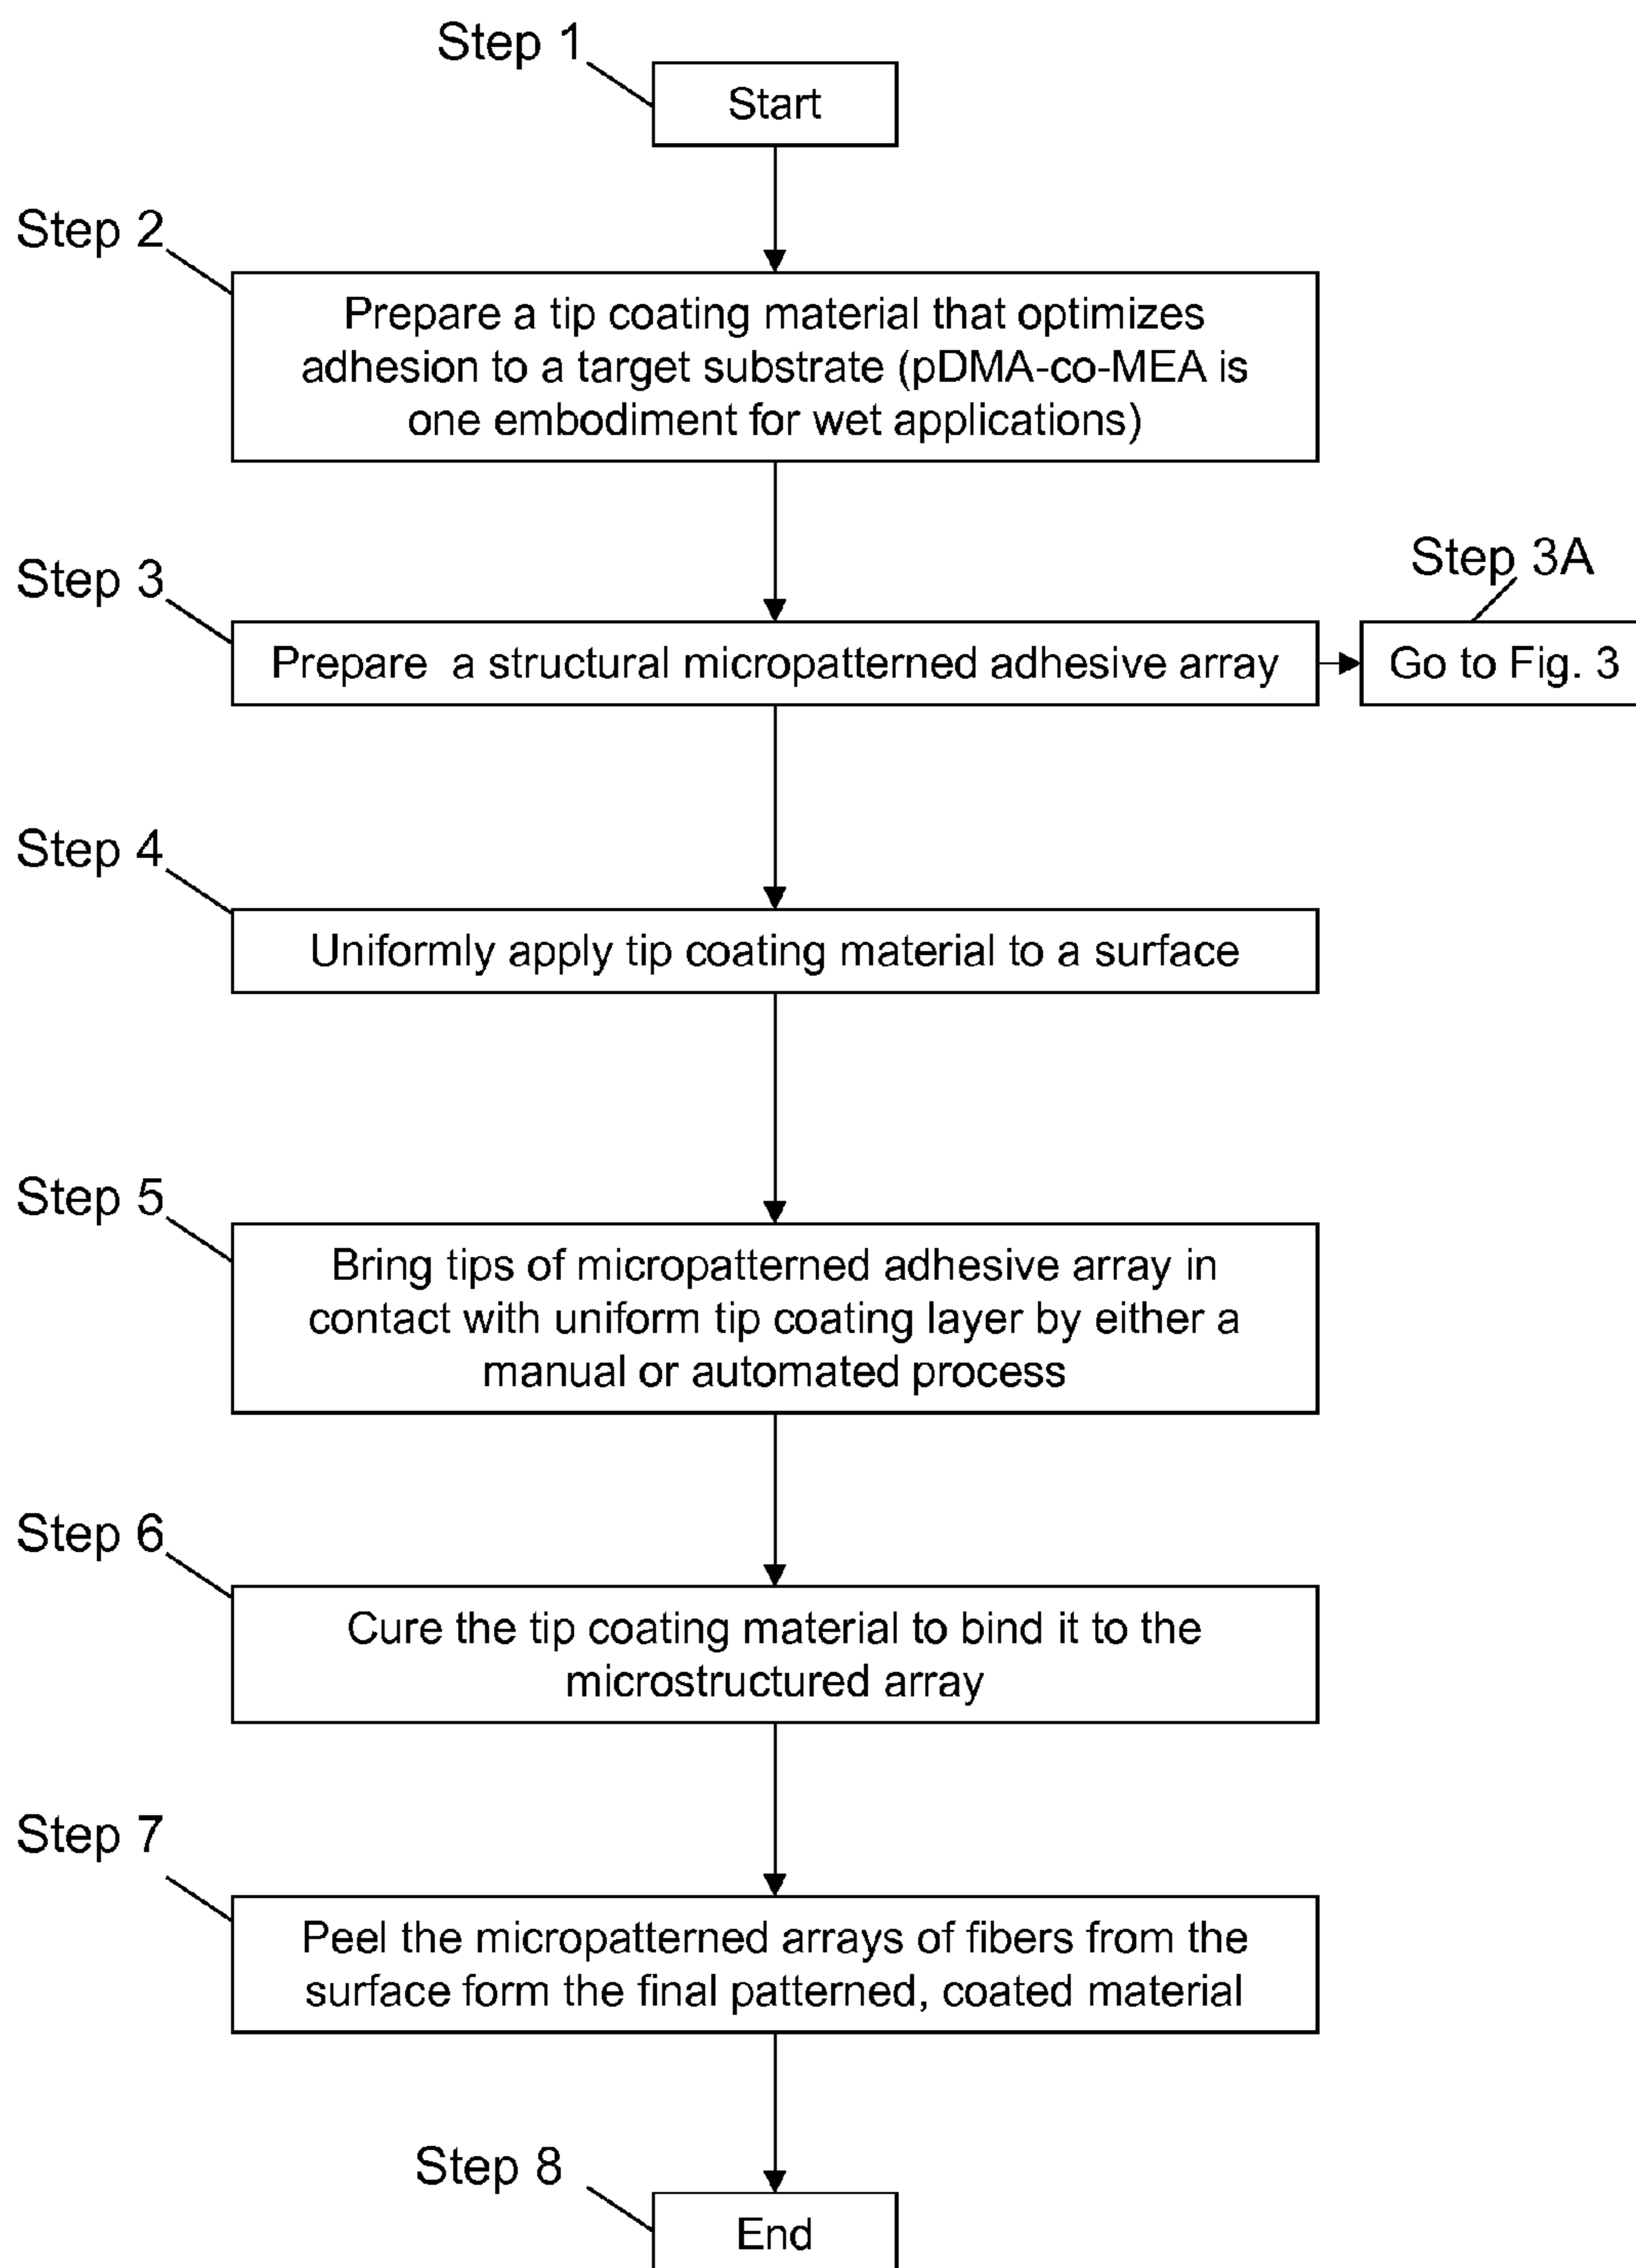 Step 1
Start
Step 2
Prepare a tip coating material that optimizes
adhesion to a target substrate (pDMA-co-MEA is
one embodiment for wet applications)
Step 3
Prepare a structural micropatterned adhesive array
Step 3A
Go to Fig. 3
Step 4
Uniformly apply tip coating material to a surface
Step 5
Bring tips of micropatterned adhesive array in
contact with uniform tip coating layer by either a
manual or automated process
Step 6
Cure the tip coating material to bind it to the
microstructured array
Step 7
Peel the micropatterned arrays of fibers from the
surface form the final patterned, coated material
Step 8
End